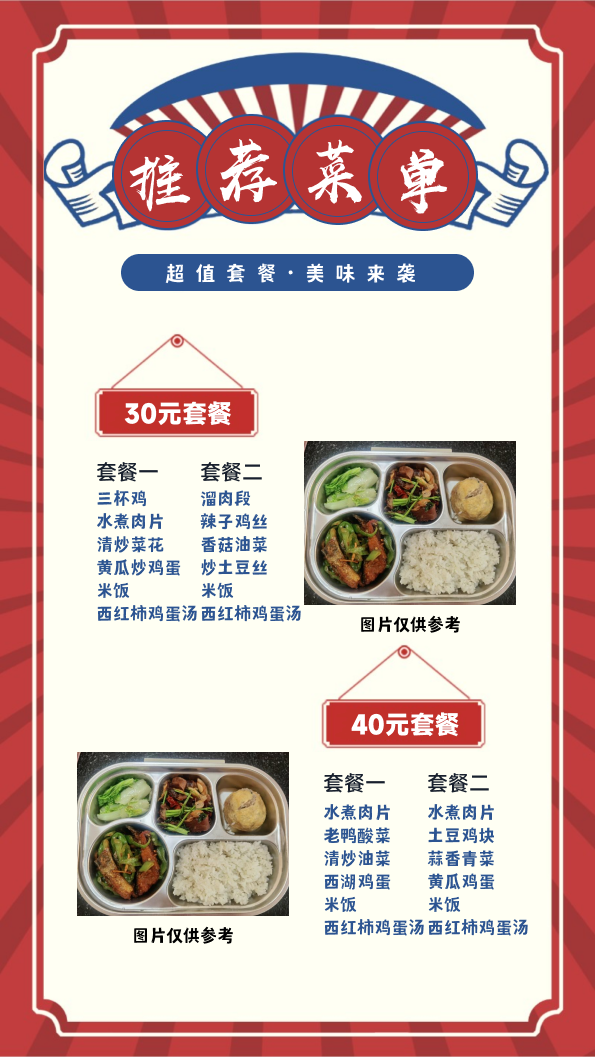 推荐菜单
超值套餐·美味来袭
30元套餐
套餐一
三杯鸡
水煮肉片
清炒菜花
黄瓜炒鸡蛋
米饭
西红柿鸡蛋汤
套餐二
溜肉段
辣子鸡丝
香菇油菜
炒土豆丝
米饭
西红柿鸡蛋汤
图片仅供参考
40元套餐
套餐一
水煮肉片
老鸭酸菜
清炒油菜
西湖鸡蛋
米饭
西红柿鸡蛋汤
套餐二
水煮肉片
土豆鸡块
蒜香青菜
黄瓜鸡蛋
米饭
西红柿鸡蛋汤
图片仅供参考